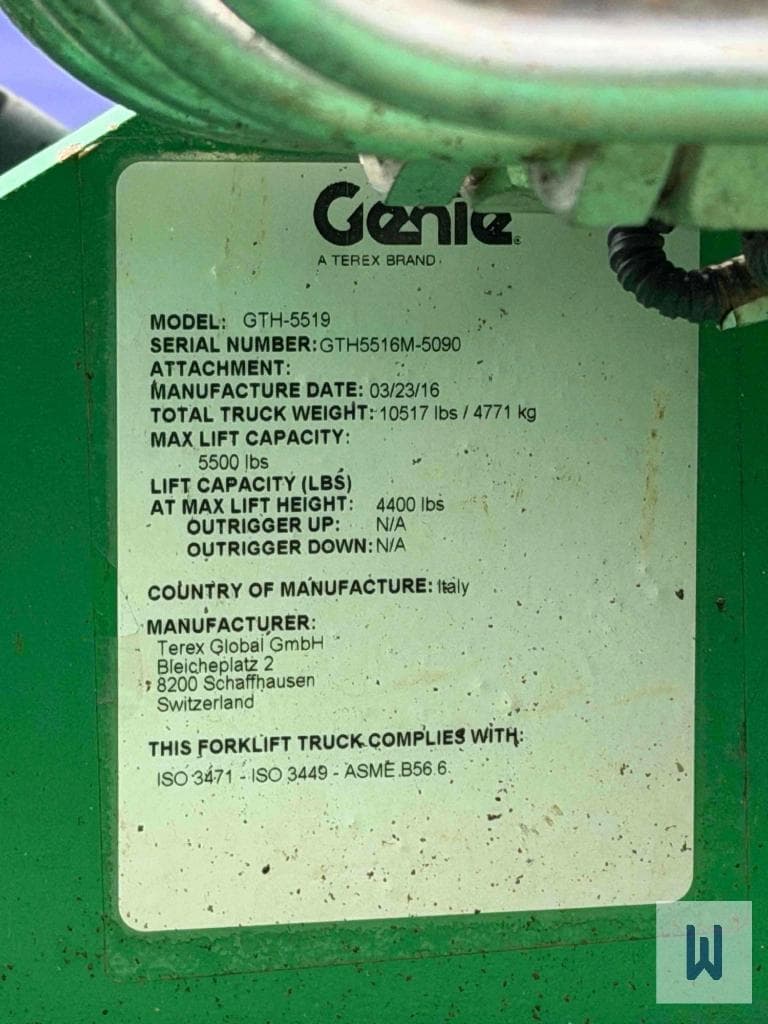 Genie
A TEREX BRAND
MODEL: GTH-5519
SERIAL NUMBER: GTH5516M-5090
ATTACHMENT:
MANUFACTURE DATE: 03/23/16
TOTAL TRUCK WEIGHT: 10517 lbs / 4771 kg
MAX LIFT CAPACITY:
5500 lbs
LIFT CAPACITY (LBS)
AT MAX LIFT HEIGHT: 4400 lbs
OUTRIGGER UP: N/A
OUTRIGGER DOWN: N/A
COUNTRY OF MANUFACTURE: Italy
MANUFACTURER:
Terex Global GmbH
Bleicheplatz 2
8200 Schaffhausen
Switzerland
THIS FORKLIFT TRUCK COMPLIES WITH:
ISO 3471 - ISO 3449 - ASME B56.6
W